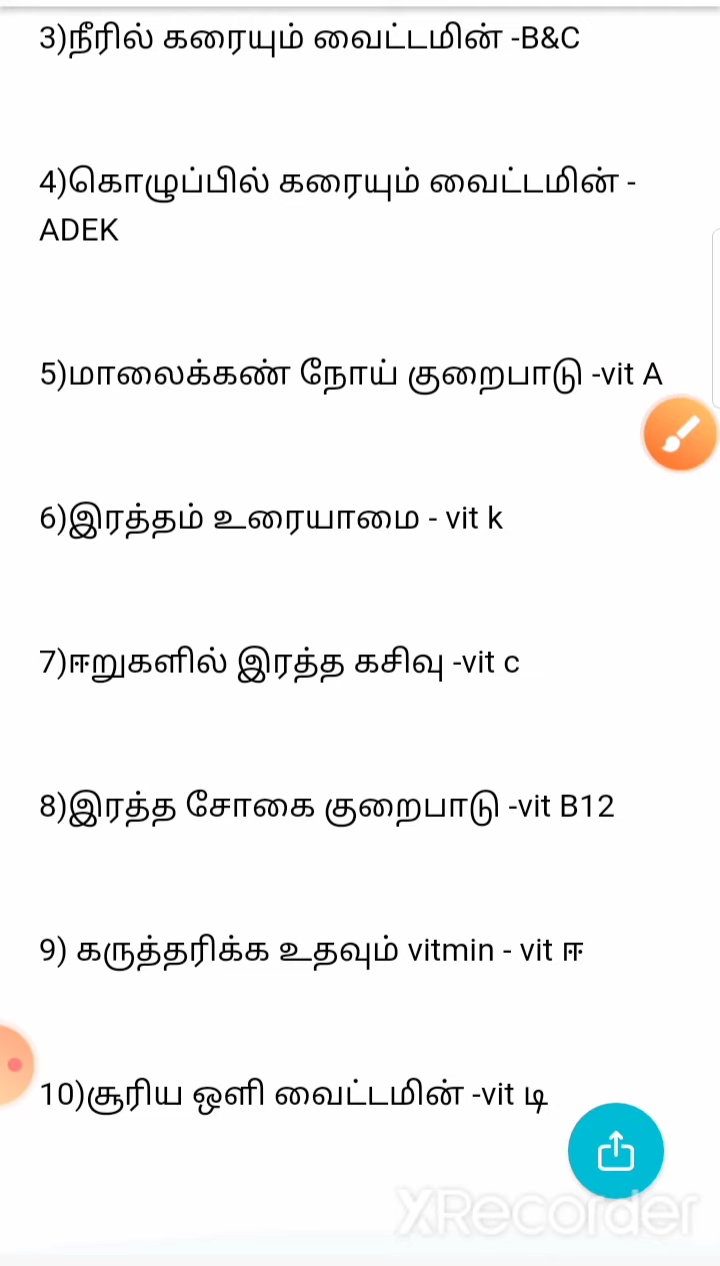 3)நீரில் கரையும் வைட்டமின் -B&C
4)கொழுப்பில் கரையும் வைட்டமின் -
ADEK
5)மாலைக்கண் நோய் குறைபாடு -vit A
6)இரத்தம் உரையாமை - vit k
7)ஈறுகளில் இரத்த கசிவு -vit c
8)இரத்த சோகை குறைபாடு -vit B12
9) கருத்தரிக்க உதவும் vitmin - vit ஈ
10)சூரிய ஒளி வைட்டமின் -vit டி
XRecorder